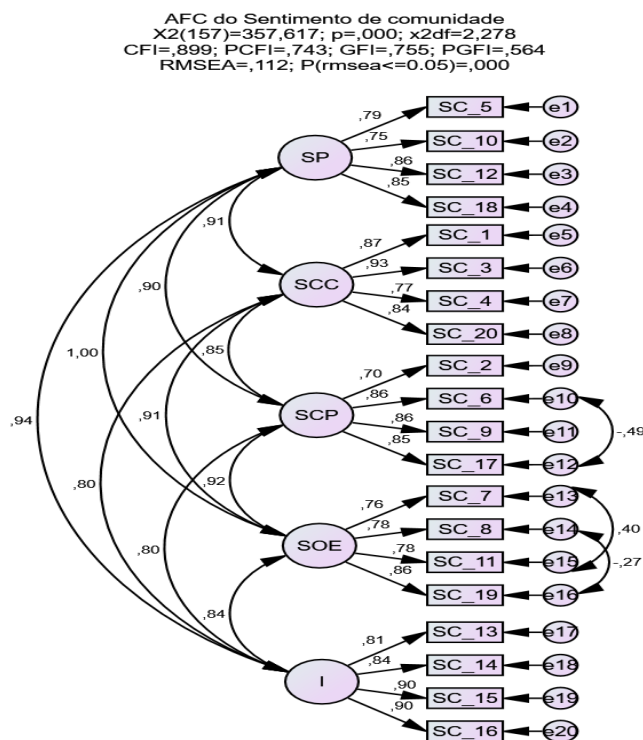 AFC do Sentimento de comunidade
X2(157)=357,617; p=,000; x2df=2,278
CFI=,899; PCFI=,743; GFI=,755; PGFI=,564
RMSEA=,112; P(rmsea<=0.05)=,000
,79 SC_5 e1
,75 SC_10 e2
SP ,86 SC_12 e3
,85 SC_18 e4
,91 ,87 SC_1 e5
,93 SC_3 e6
,90 SCC ,77 SC_4 e7
,84 SC_20 e8
1,00 ,85 SC_2 e9
,70
,86 SC_6 e10
,94 ,91 SCP ,86 SC_9 e11 -,49
,85 SC_17 e12
,80 ,92 ,76 SC_7 e13
,78 SC_8 e14 ,40
,80 SOE ,78 SC_11 e15 -,27
,86 SC_19 e16
,84 ,81 SC_13 e17
,84 SC_14 e18
I ,90 SC_15 e19
,90 SC_16 e20